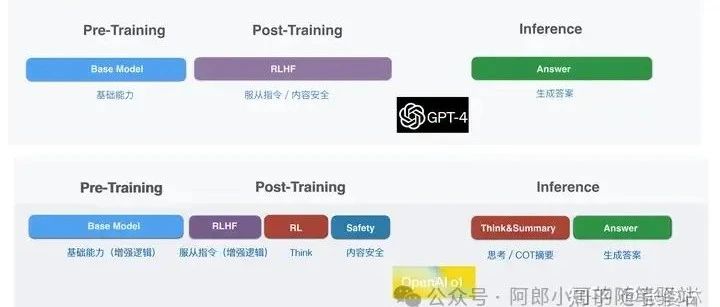 Pre-Training Post-Training Inference
Base Model RLHF Answer
基础能力 服从指令 / 内容安全 生成答案
GPT-4
Pre-Training Post-Training Inference
Base Model RLHF RL Safety Think&Summary Answer
基础能力（增强逻辑） 服从指令（增强逻辑） Think 内容安全 思考 / COT摘要 生成答案
OpenAI o1
公众号 · 阿郎小哥的随笔驿站